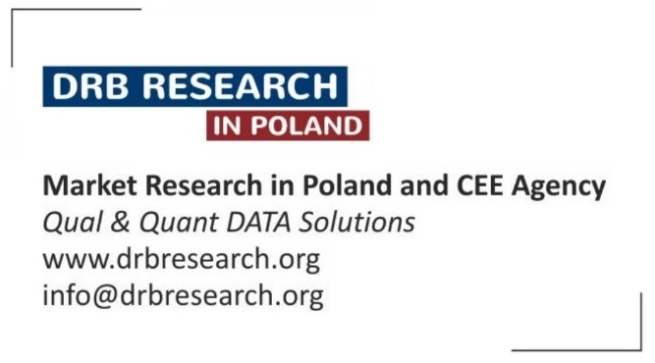 DRB RESEARCH
IN POLAND
Market Research in Poland and CEE Agency
Qual & Quant DATA Solutions
www.drbresearch.org
info@drbresearch.org